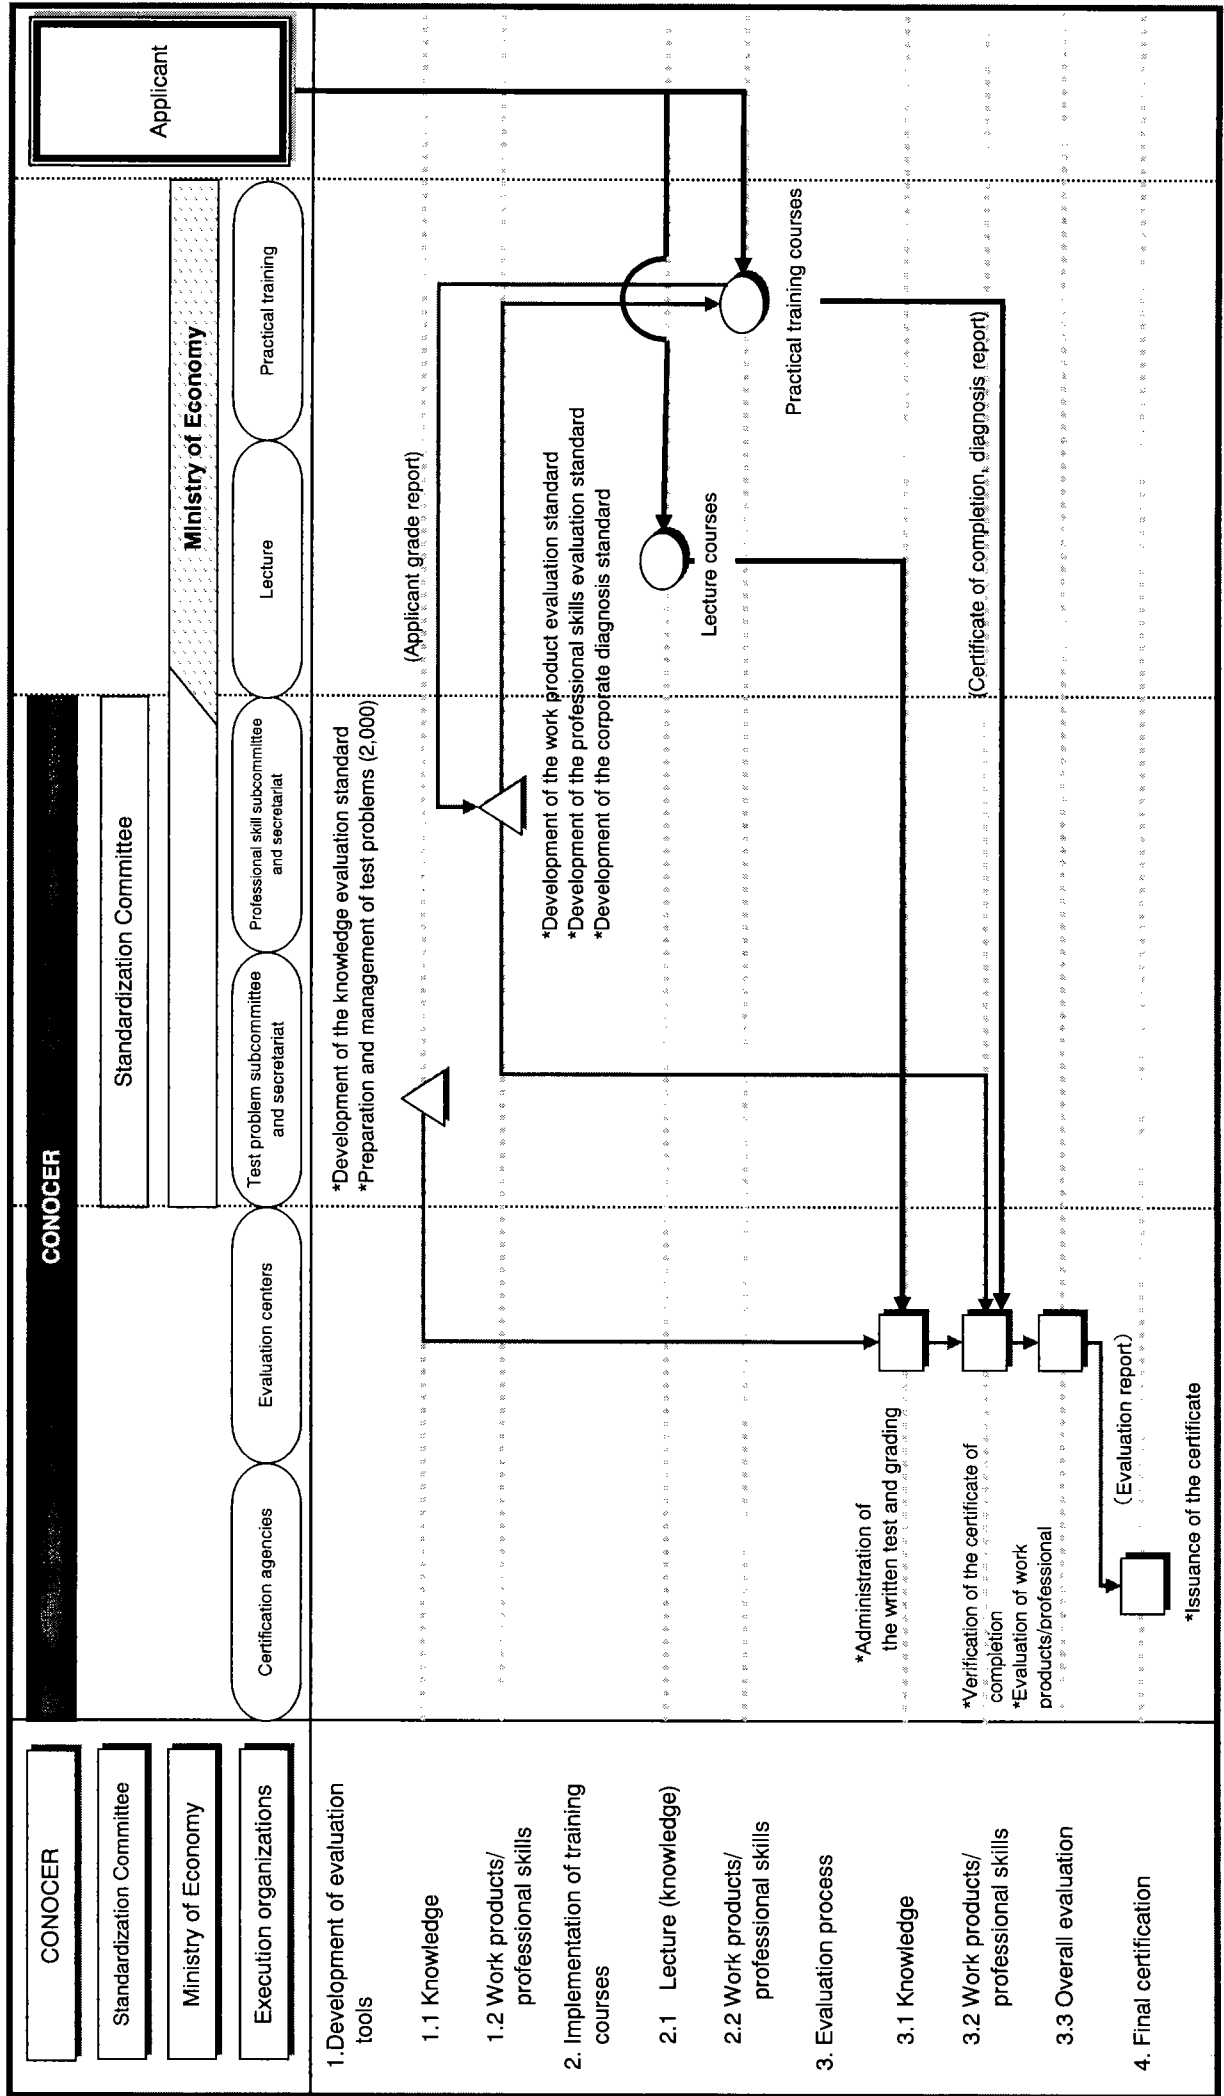 CONOCER
CONOCER
Standardization Committee
Standardization Committee
Ministry of Economy
Ministry of Economy
Applicant
Execution organizations
Certification agencies
Evaluation centers
Test problem subcommittee
and secretariat
Professional skill subcommittee
and secretariat
Lecture
Practical training
1.Development of evaluation
tools
*Development of the knowledge evaluation standard
*Preparation and management of test problems (2,000)
1.1 Knowledge
(Applicant grade report)
1.2 Work products/
professional skills
*Development of the work product evaluation standard
*Development of the professional skills evaluation standard
*Development of the corporate diagnosis standard
2. Implementation of training
courses
2.1 Lecture (knowledge)
Lecture courses
2.2 Work products/
professional skills
Practical training courses
3. Evaluation process
*Administration of
the written test and grading
3.1 Knowledge
3.2 Work products/
professional skills
*Verification of the certificate of
completion
*Evaluation of work
products/professional
(Certificate of completion, diagnosis report)
3.3 Overall evaluation
(Evaluation report)
4. Final certification
*Issuance of the certificate